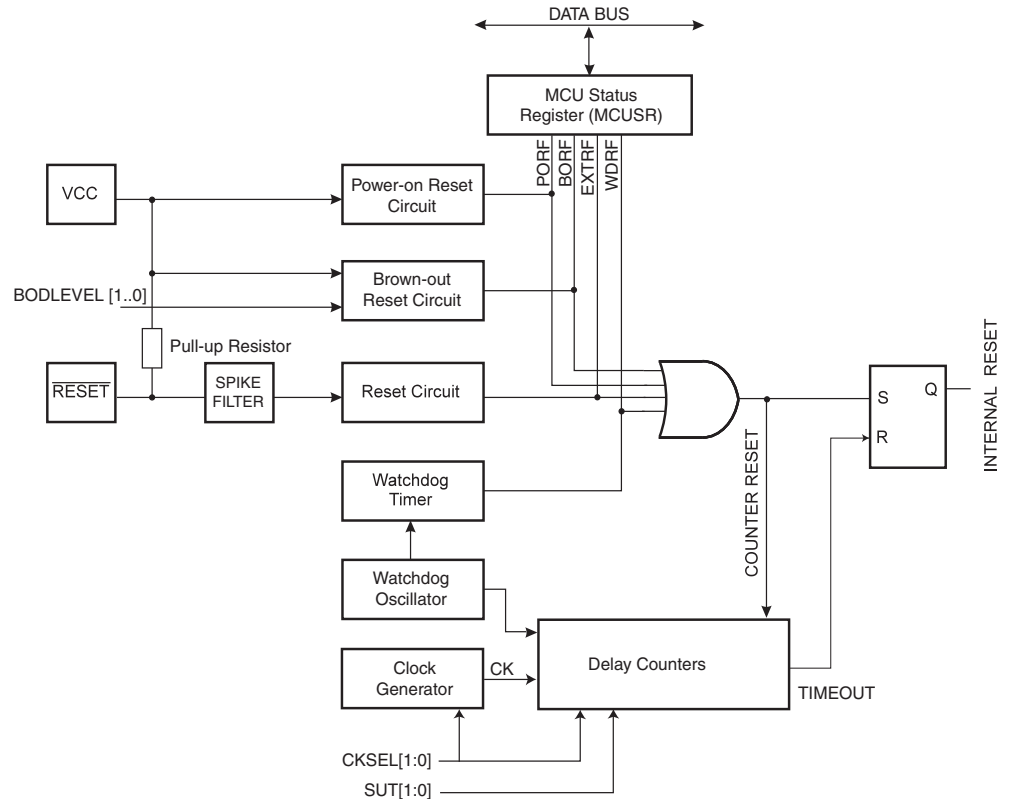 DATA BUS
MCU Status
Register (MCUSR)
PORF
BORF
EXTRF
WDRF
VCC
Power-on Reset
Circuit
Brown-out
Reset Circuit
BODLEVEL [1..0]
Pull-up Resistor
RESET
SPIKE
FILTER
Reset Circuit
S
Q
R
INTERNAL RESET
Watchdog
Timer
COUNTER RESET
Watchdog
Oscillator
Clock
Generator
CK
Delay Counters
TIMEOUT
CKSEL[1:0]
SUT[1:0]